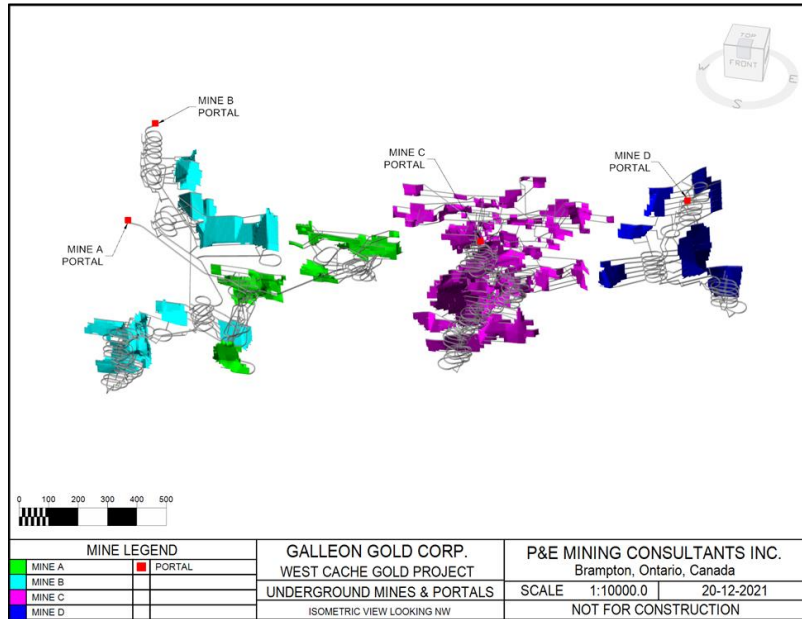 TOP
FRONT
S
E
MINE B
PORTAL
MINE C
PORTAL
MINE D
PORTAL
MINE A
PORTAL
0 100 200 300 400 500
MINE LEGEND
MINE A PORTAL
MINE B
MINE C
MINE D
GALLEON GOLD CORP.
WEST CACHE GOLD PROJECT
UNDERGROUND MINES & PORTALS
ISOMETRIC VIEW LOOKING NW
P&E MINING CONSULTANTS INC.
Brampton, Ontario, Canada
SCALE 1:10000.0 20-12-2021
NOT FOR CONSTRUCTION